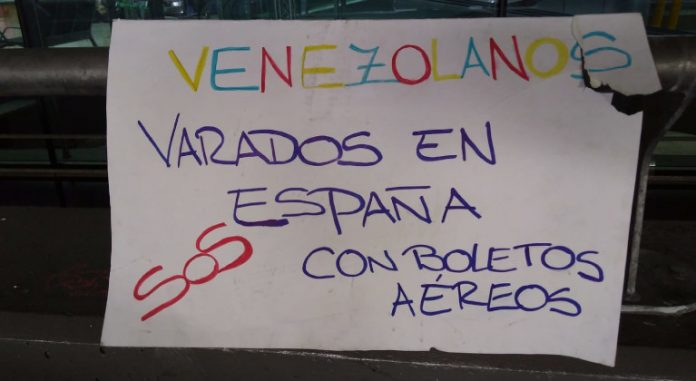 VENEZOLANOS
VARADOS EN
ESPAÑA
SOS
CON BOLETOS
AÉREOS